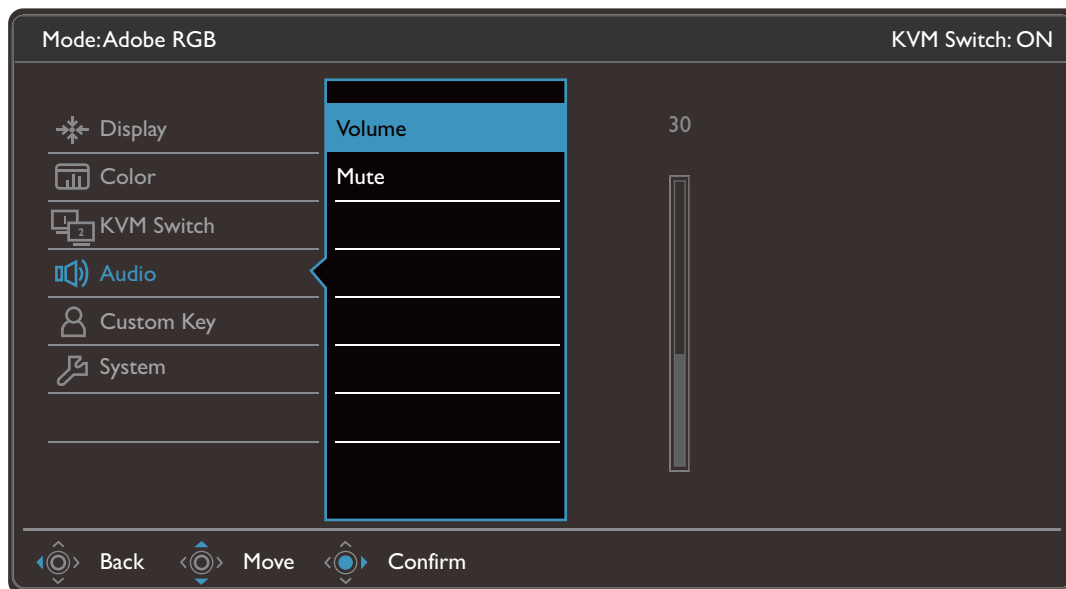 Mode: Adobe RGB KVM Switch: ON
Display Volume 30
Color Mute
1 2 KVM Switch
Audio
Custom Key
System
Back Move Confirm